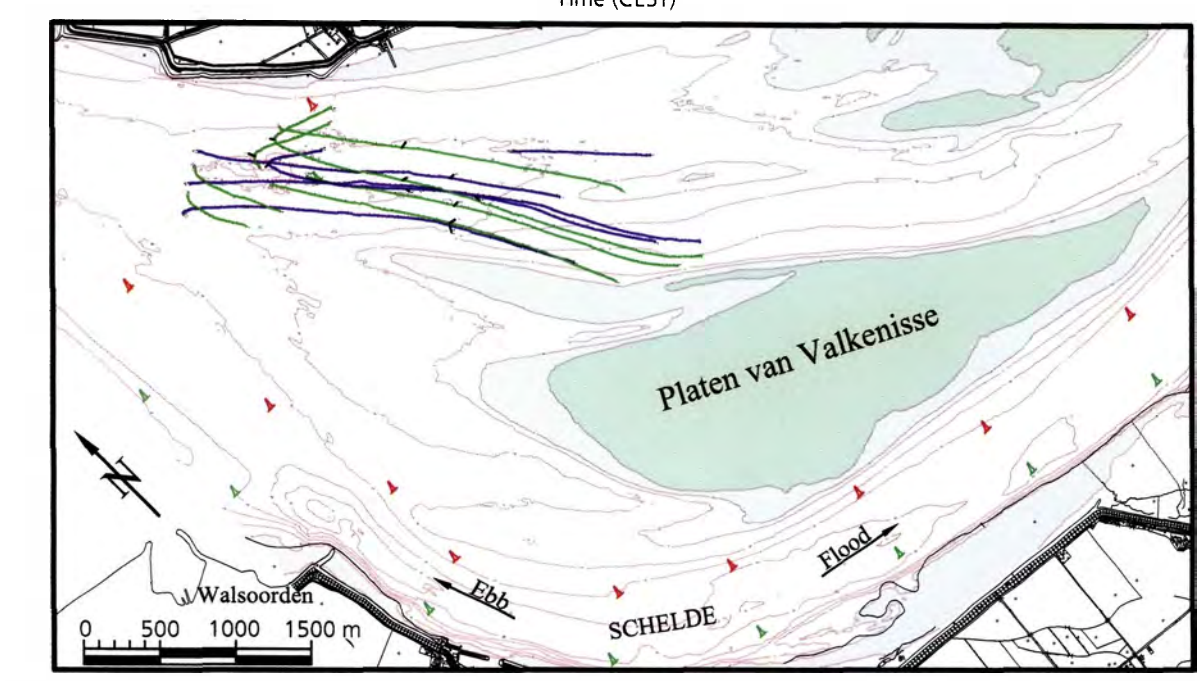 Time (CEST)
Platen van Valkenisse
N
Flood
Walsoorden
Ebb
SCHELDE
0 500 1000 1500 m